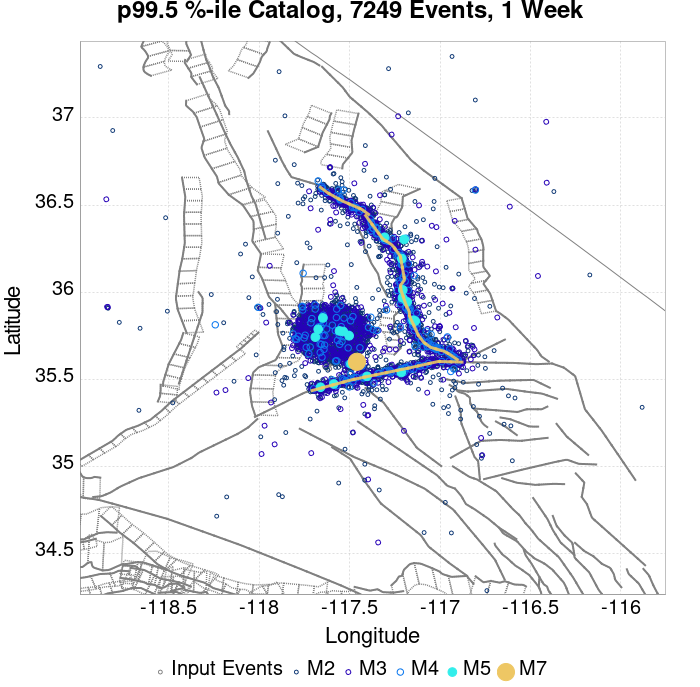 p99.5 %-ile Catalog, 7249 Events, 1 Week
Latitude
37
36.5
36
35.5
35
34.5
-118.5 -118 -117.5 -117 -116.5 -116
Longitude
Input Events M2 M3 M4 M5 M7